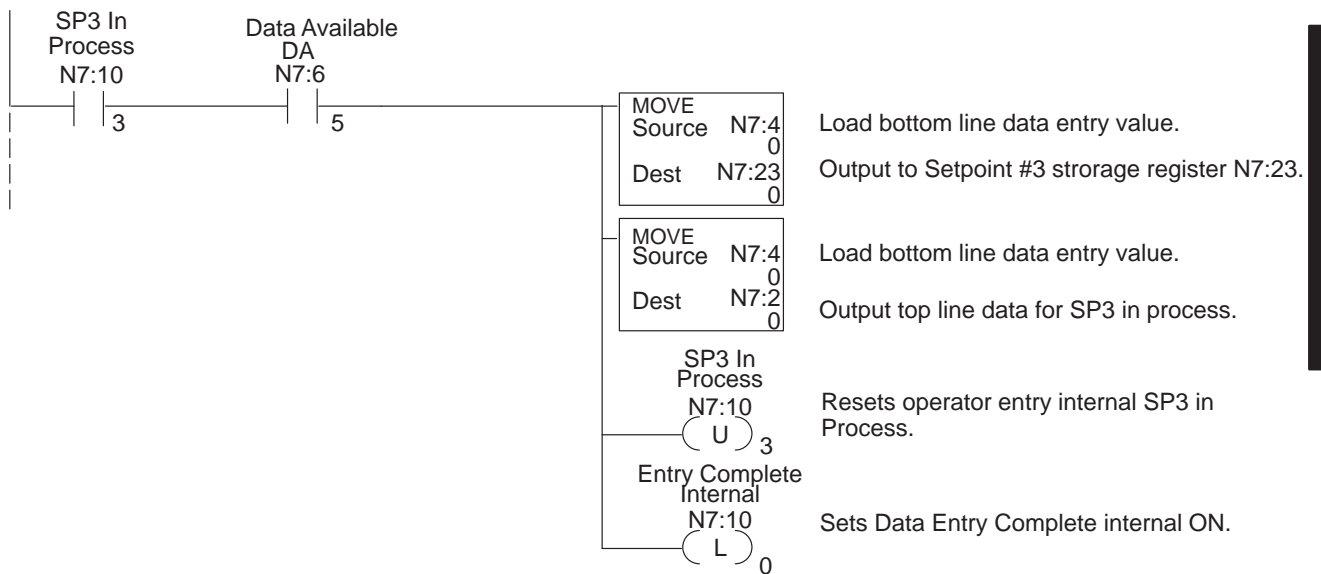 SP3 In
Process
N7:10
3
Data Available
DA
N7:6
5
MOVE
Source N7:4
0
Dest N7:23
0
Load bottom line data entry value.
Output to Setpoint #3 strorage register N7:23.
MOVE
Source N7:4
0
Dest N7:2
0
Load bottom line data entry value.
Output top line data for SP3 in process.
SP3 In
Process
N7:10
U
3
Resets operator entry internal SP3 in
Process.
Entry Complete
Internal
N7:10
L
0
Sets Data Entry Complete internal ON.